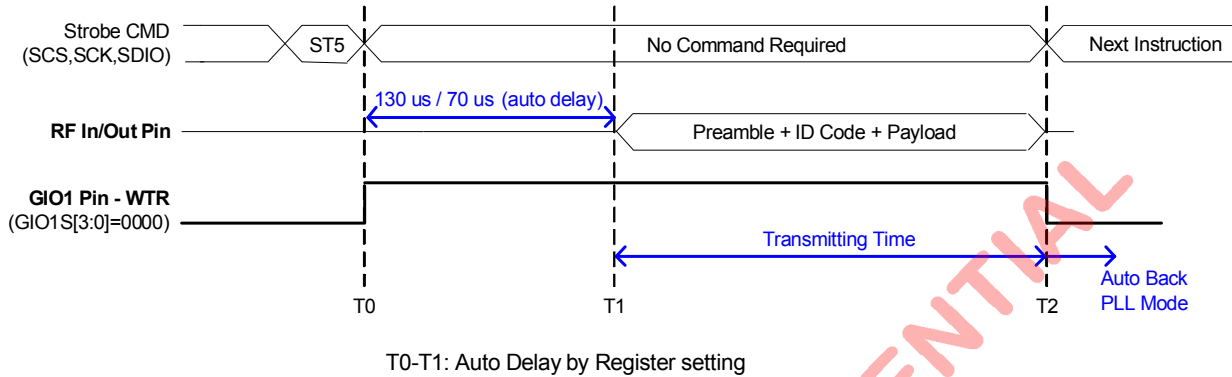 Strobe CMD
(SCS,SCK,SDIO)
ST5
No Command Required
Next Instruction
130 us / 70 us (auto delay)
RF In/Out Pin
Preamble + ID Code + Payload
GIO1 Pin - WTR
(GIO1S[3:0]=0000)
Transmitting Time
Auto Back
PLL Mode
T0
T1
T2
T0-T1: Auto Delay by Register setting
ENTIAL